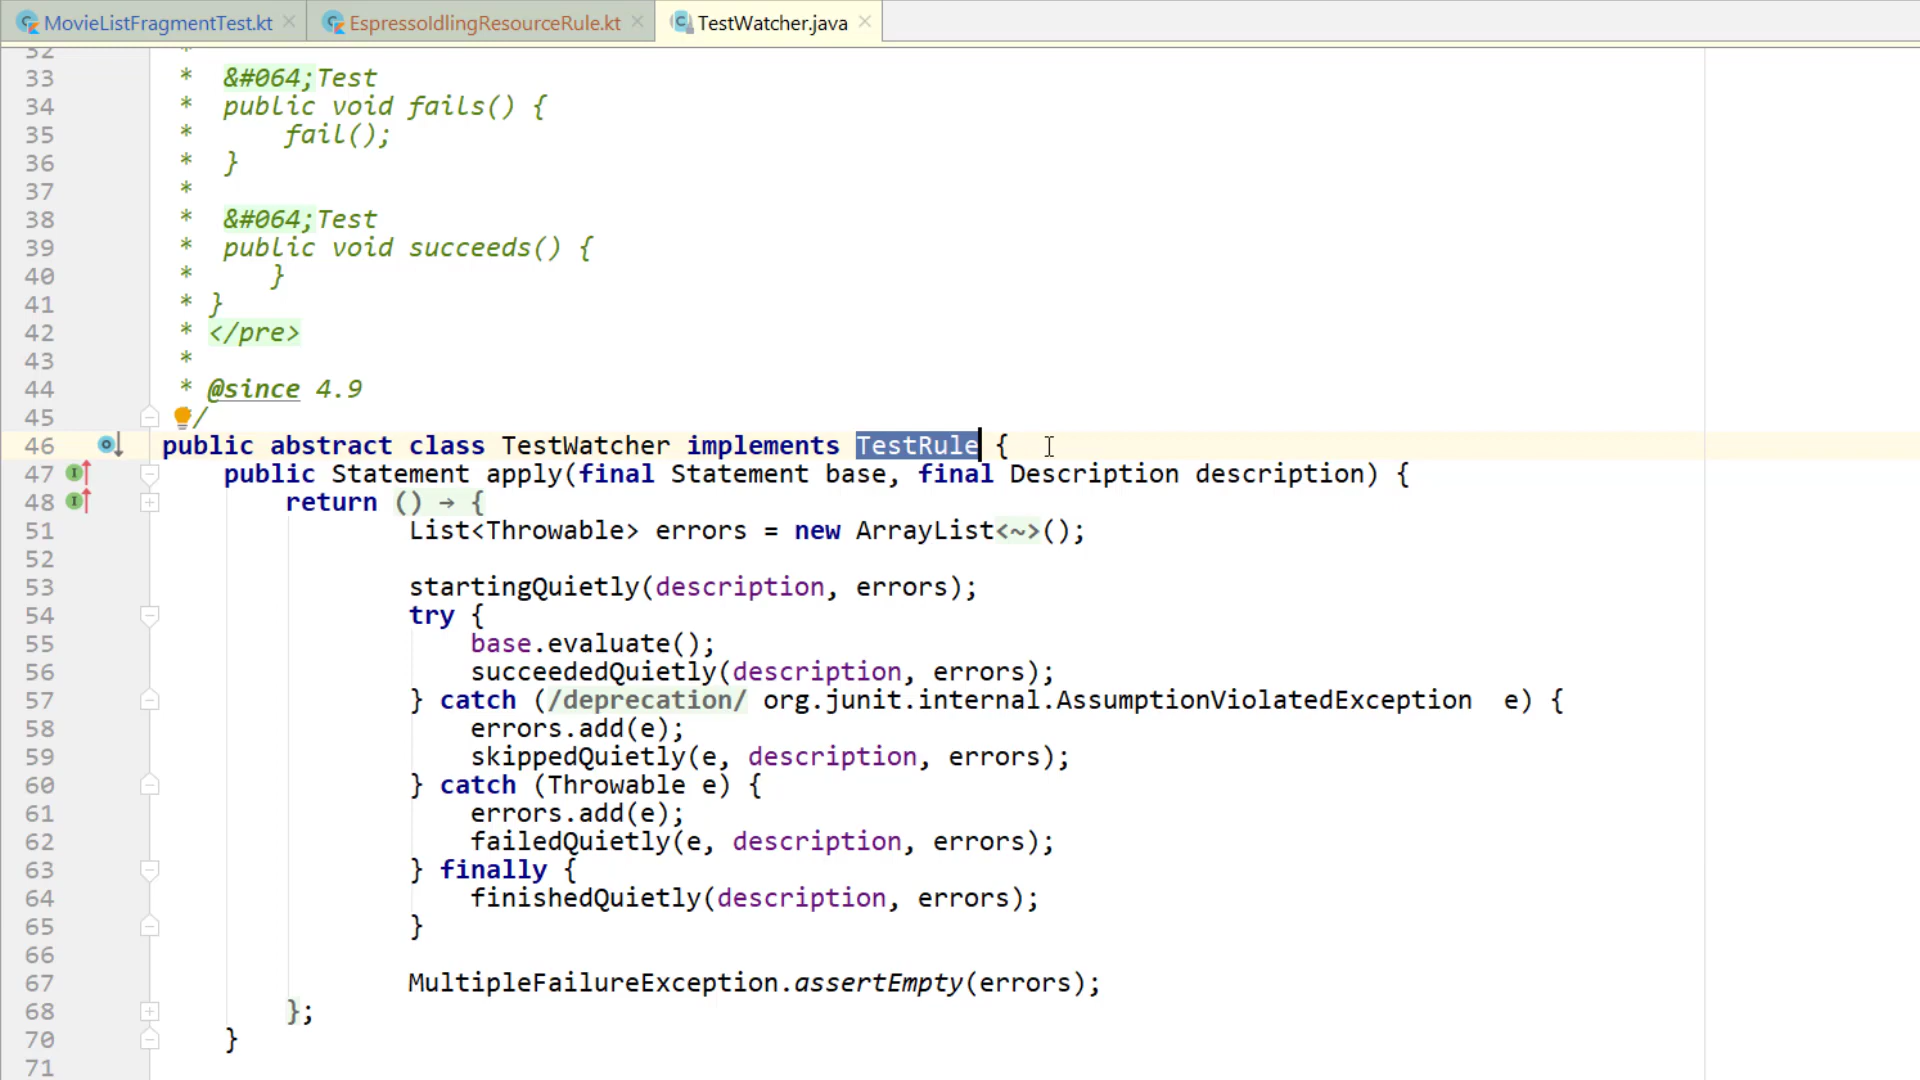 MovieListFragmentTest.kt EspressoIdlingResourceRule.kt TestWatcher.java
32 *
33 * &#064;Test
34 * public void fails() {
35 * fail();
36 * }
37 *
38 * &#064;Test
39 * public void succeeds() {
40 * }
41 * }
42 * </pre>
43 *
44 * @since 4.9
45 /
46 public abstract class TestWatcher implements TestRule {
47 public Statement apply(final Statement base, final Description description) {
48 return () → {
51 List<Throwable> errors = new ArrayList<~>();
52
53 startingQuietly(description, errors);
54 try {
55 base.evaluate();
56 succeededQuietly(description, errors);
57 } catch (/deprecation/ org.junit.internal.AssumptionViolatedException e) {
58 errors.add(e);
59 skippedQuietly(e, description, errors);
60 } catch (Throwable e) {
61 errors.add(e);
62 failedQuietly(e, description, errors);
63 } finally {
64 finishedQuietly(description, errors);
65 }
66
67 MultipleFailureException.assertEmpty(errors);
68 };
70 }
71